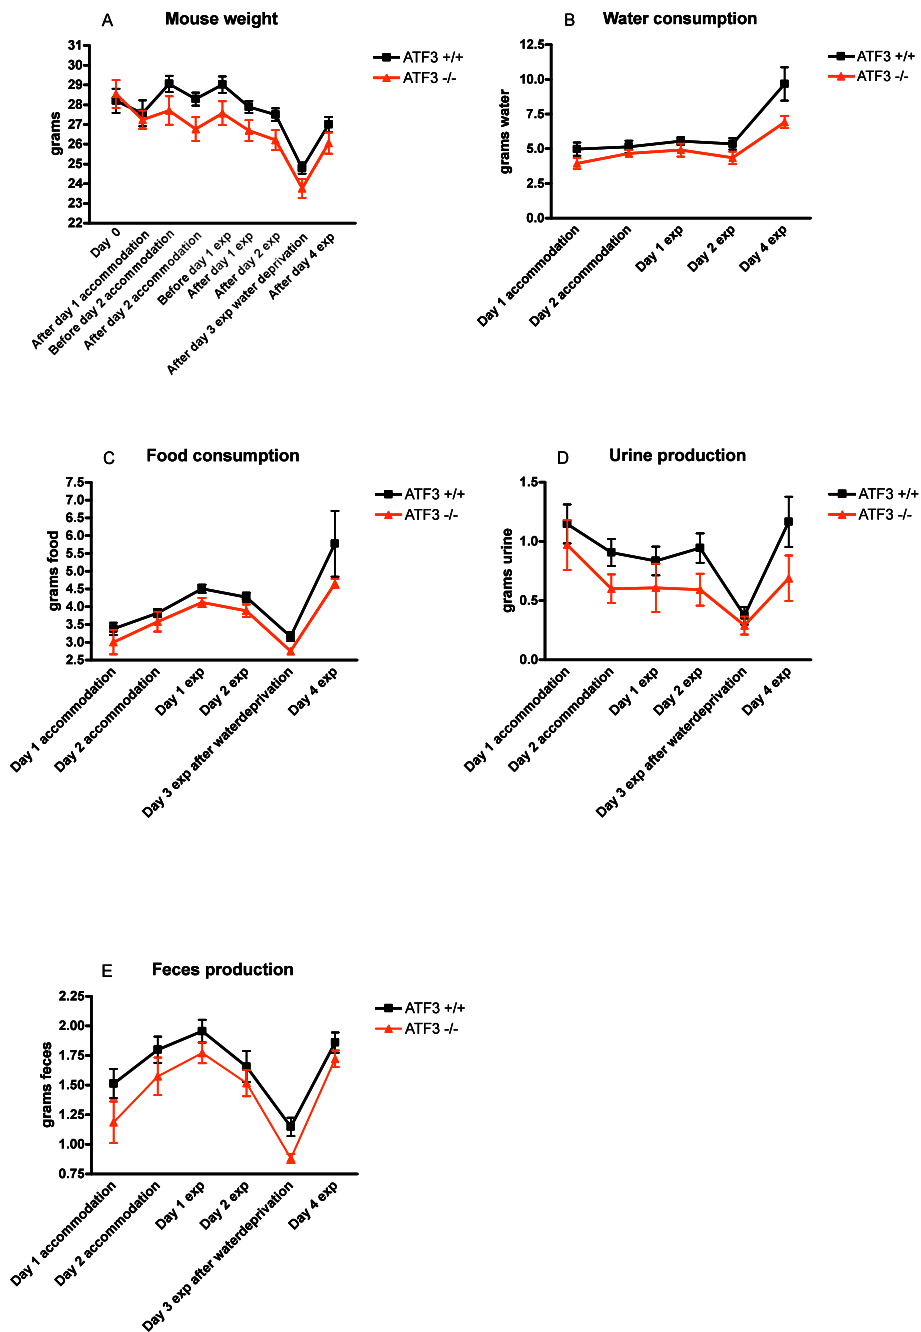 A
Mouse weight
31
30
29
28
27
26
25
24
23
22
grams
ATF3 +/+
ATF3 -/-
Day 0
After day 1 accommodation
Before day 2 accommodation
After day 2 accommodation
Before day 1 exp
After day 1 exp
After day 2 exp
After day 3 exp water deprivation
After day 4 exp
B
Water consumption
12.5
10.0
7.5
5.0
2.5
0.0
grams water
ATF3 +/+
ATF3 -/-
Day 1 accommodation
Day 2 accommodation
Day 1 exp
Day 2 exp
Day 4 exp
C
Food consumption
7.5
7.0
6.5
6.0
5.5
5.0
4.5
4.0
3.5
3.0
2.5
grams food
ATF3 +/+
ATF3 -/-
Day 1 accommodation
Day 2 accommodation
Day 1 exp
Day 2 exp
Day 3 exp after waterdeprivation
Day 4 exp
D
Urine production
1.5
1.0
0.5
0.0
grams urine
ATF3 +/+
ATF3 -/-
Day 1 accommodation
Day 2 accommodation
Day 1 exp
Day 2 exp
Day 3 exp after waterdeprivation
Day 4 exp
E
Feces production
2.25
2.00
1.75
1.50
1.25
1.00
0.75
grams feces
ATF3 +/+
ATF3 -/-
Day 1 accommodation
Day 2 accommodation
Day 1 exp
Day 2 exp
Day 3 exp after waterdeprivation
Day 4 exp